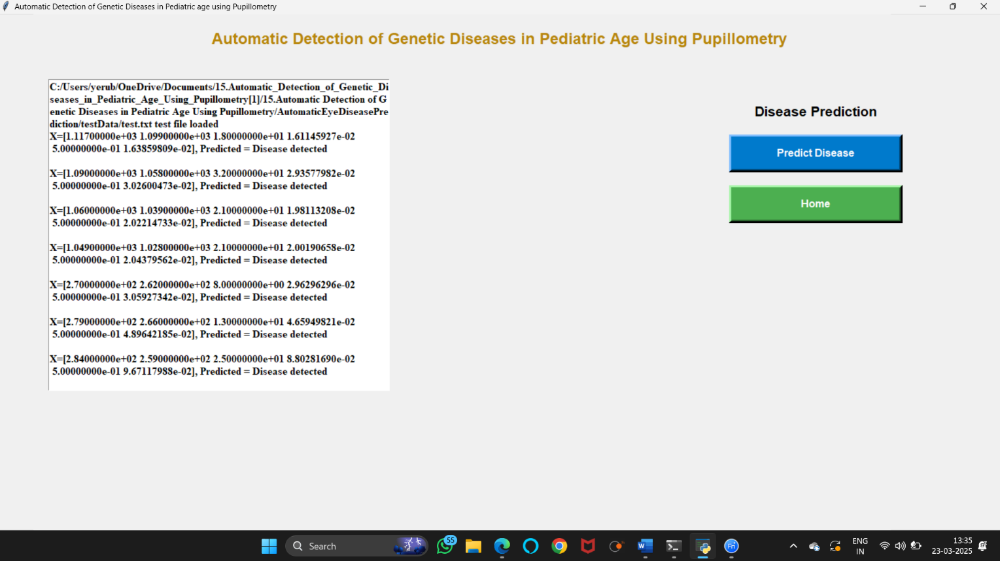 Automatic Detection of Genetic Diseases in Pediatric age using Pupillometry
Automatic Detection of Genetic Diseases in Pediatric Age Using Pupillometry
C:/Users/yerub/OneDrive/Documents/15.Automatic_Detection_of_Genetic_Di
seases_in_Pediatric_Age_Using_Pupillometry[1]/15.Automatic Detection of G
enetic Diseases in Pediatric Age Using Pupillometry/AutomaticEyeDiseasePre
diction/testData/test.txt test file loaded
X=[1.11700000e+03 1.09900000e+03 1.80000000e+01 1.61145927e-02
5.00000000e-01 1.63859809e-02], Predicted = Disease detected
X=[1.09000000e+03 1.05800000e+03 3.20000000e+01 2.93577982e-02
5.00000000e-01 3.02600473e-02], Predicted = Disease detected
X=[1.06000000e+03 1.03900000e+03 2.10000000e+01 1.98113208e-02
5.00000000e-01 2.02214733e-02], Predicted = Disease detected
X=[1.04900000e+03 1.02800000e+03 2.10000000e+01 2.00190658e-02
5.00000000e-01 2.04379562e-02], Predicted = Disease detected
X=[2.70000000e+02 2.62000000e+02 8.00000000e+00 2.96296296e-02
5.00000000e-01 3.05927342e-02], Predicted = Disease detected
X=[2.79000000e+02 2.66000000e+02 1.30000000e+01 4.65949821e-02
5.00000000e-01 4.89642185e-02], Predicted = Disease detected
X=[2.84000000e+02 2.59000000e+02 2.50000000e+01 8.80281690e-02
5.00000000e-01 9.67117988e-02], Predicted = Disease detected
Disease Prediction
Predict Disease
Home
Search
55
W
Fn
ENG
IN
13:35
23-03-2025